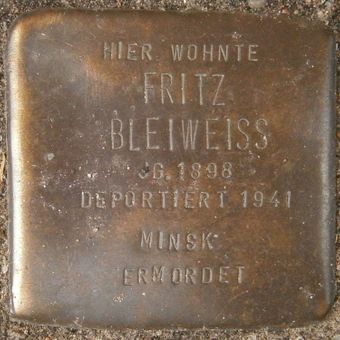 HIER WOHNTE
FRITZ
BLEIWEISS
JG. 1898
DEPORTIERT 1941
MINSK
ERMORDET